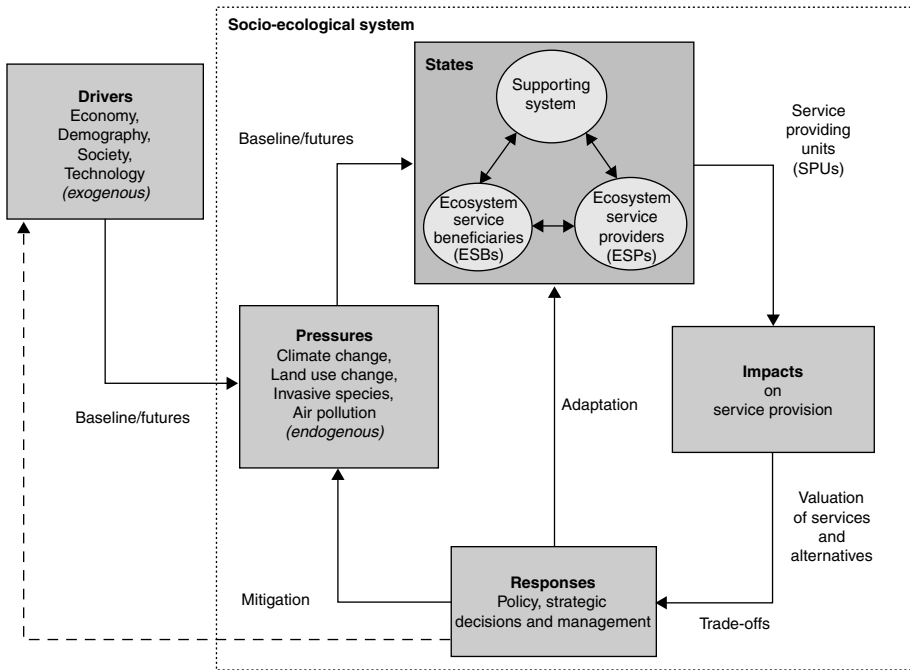 Socio-ecological system
Drivers
Economy,
Demography,
Society,
Technology
(exogenous)
Baseline/futures
Pressures
Climate change,
Land use change,
Invasive species,
Air pollution
(endogenous)
Baseline/futures
States
Supporting
system
Ecosystem
service
beneficiaries
(ESBs)
Ecosystem
service
providers
(ESPs)
Service
providing
units
(SPUs)
Impacts
on
service provision
Valuation
of services
and
alternatives
Trade-offs
Responses
Policy, strategic
decisions and management
Adaptation
Mitigation